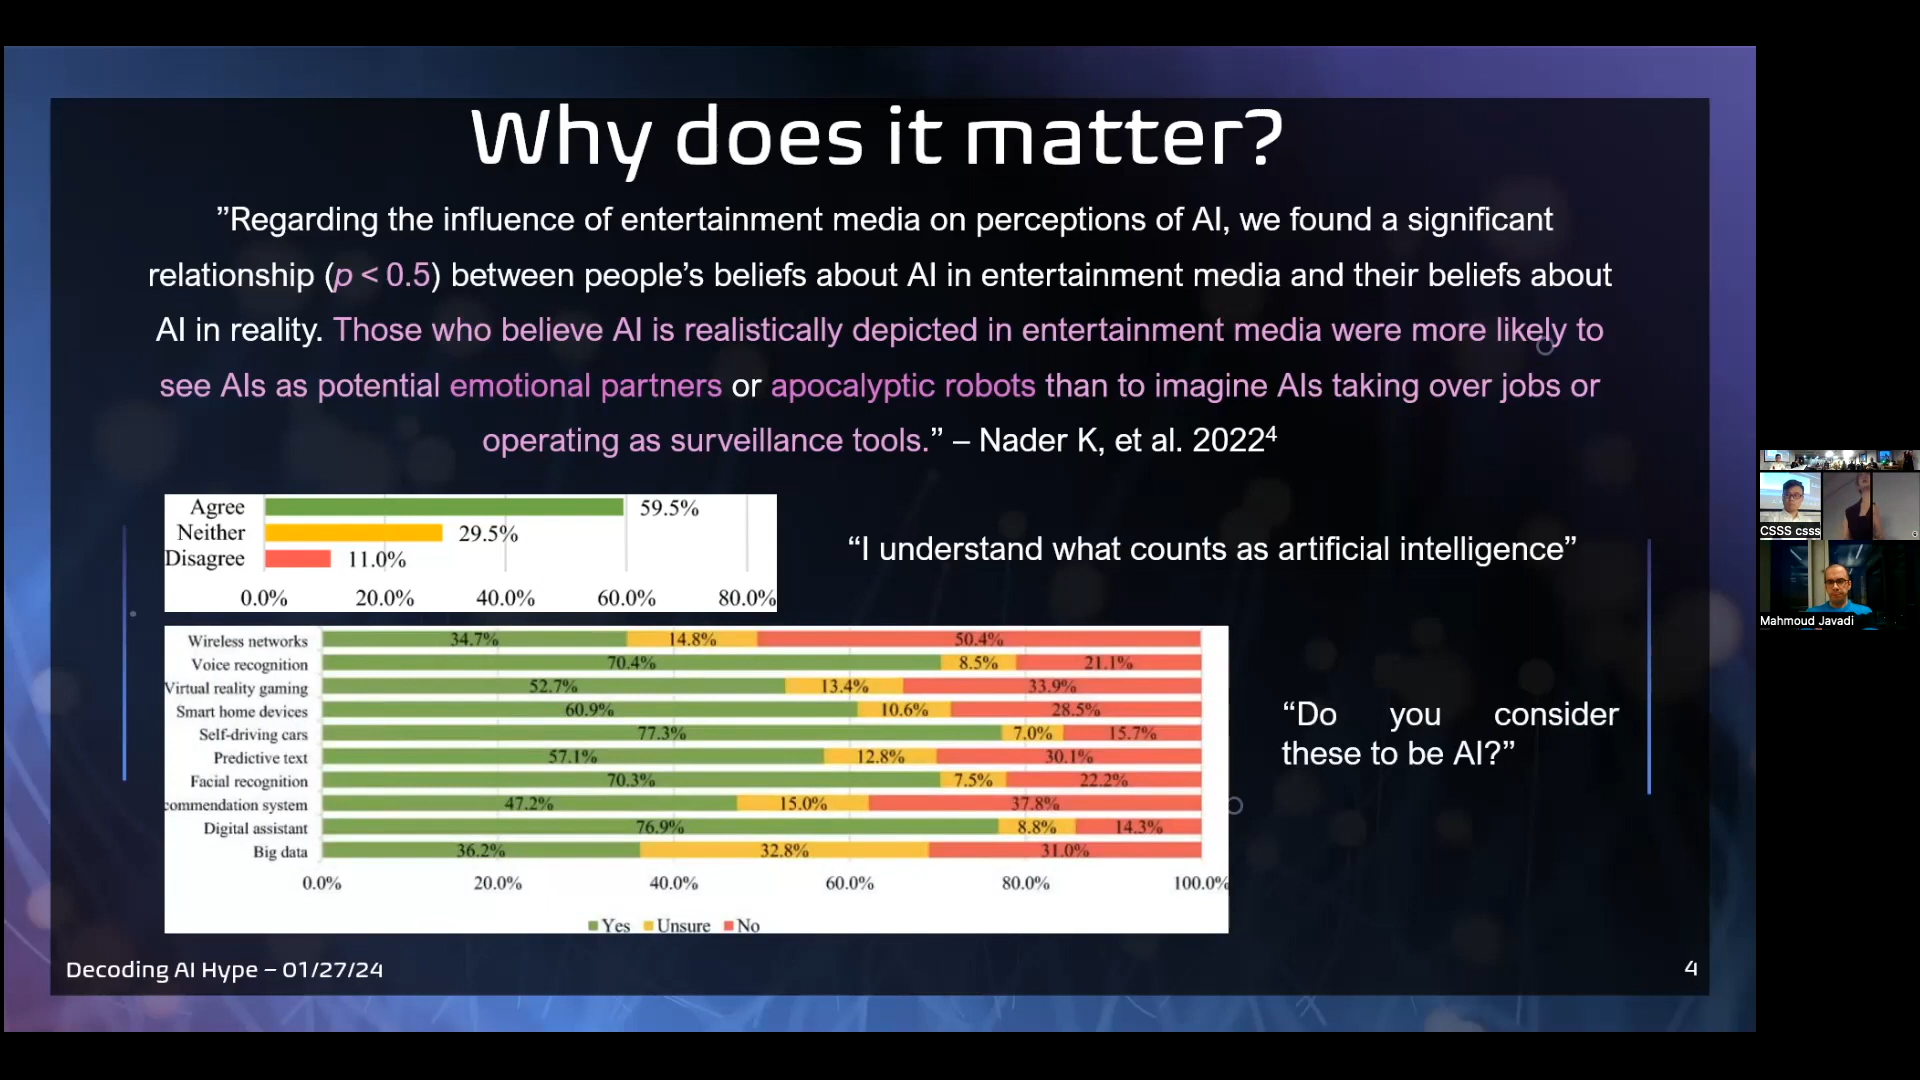 Why does it matter?
”Regarding the influence of entertainment media on perceptions of AI, we found a significant
relationship (p < 0.5) between people’s beliefs about AI in entertainment media and their beliefs about
AI in reality. Those who believe AI is realistically depicted in entertainment media were more likely to
see AIs as potential emotional partners or apocalyptic robots than to imagine AIs taking over jobs or
operating as surveillance tools.” – Nader K, et al. 2022⁴
Agree 59.5%
Neither 29.5%
Disagree 11.0%
0.0% 20.0% 40.0% 60.0% 80.0%
“I understand what counts as artificial intelligence”
Wireless networks 34.7% 14.8% 50.4%
Voice recognition 70.4% 8.5% 21.1%
Virtual reality gaming 52.7% 13.4% 33.9%
Smart home devices 60.9% 10.6% 28.5%
Self-driving cars 77.3% 7.0% 15.7%
Predictive text 57.1% 12.8% 30.1%
Facial recognition 70.3% 7.5% 22.2%
commendation system 47.2% 15.0% 37.8%
Digital assistant 76.9% 8.8% 14.3%
Big data 36.2% 32.8% 31.0%
0.0% 20.0% 40.0% 60.0% 80.0% 100.0%
Yes Unsure No
“Do you consider
these to be AI?”
Decoding AI Hype – 01/27/24
4
CSSS csss
Mahmoud Javadi